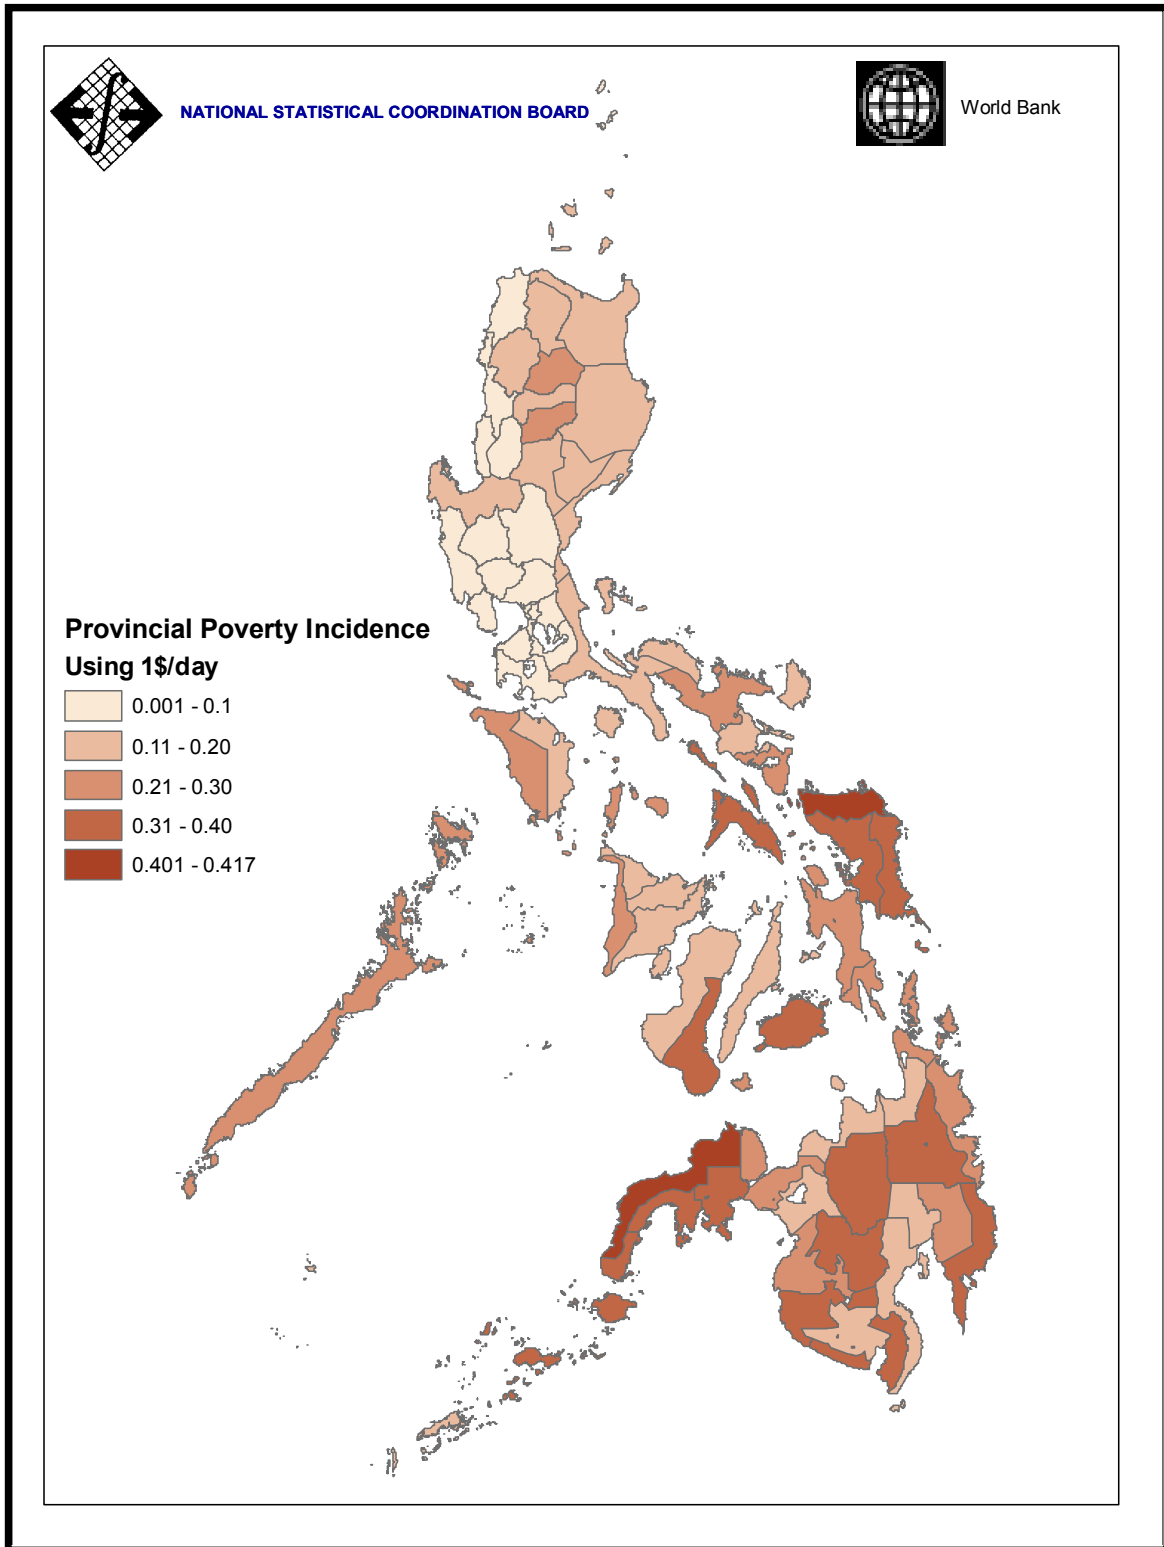 NATIONAL STATISTICAL COORDINATION BOARD
World Bank
Provincial Poverty Incidence
Using 1$/day
0.001 - 0.1
0.11 - 0.20
0.21 - 0.30
0.31 - 0.40
0.401 - 0.417